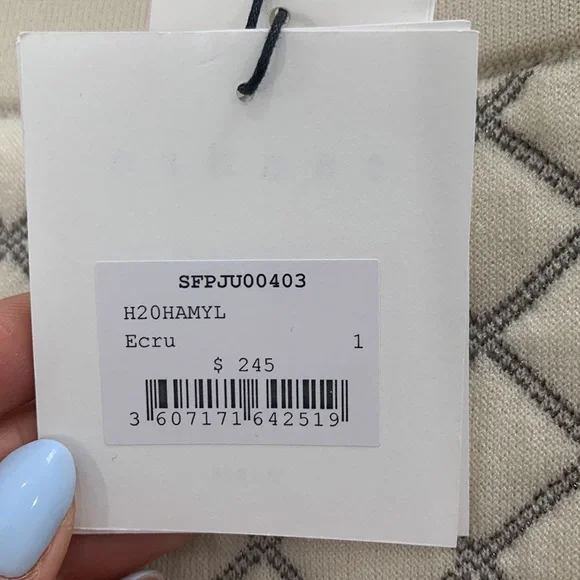 SFPJU00403
H20HAMYL
Ecru 1
$ 245
3 607171 642519